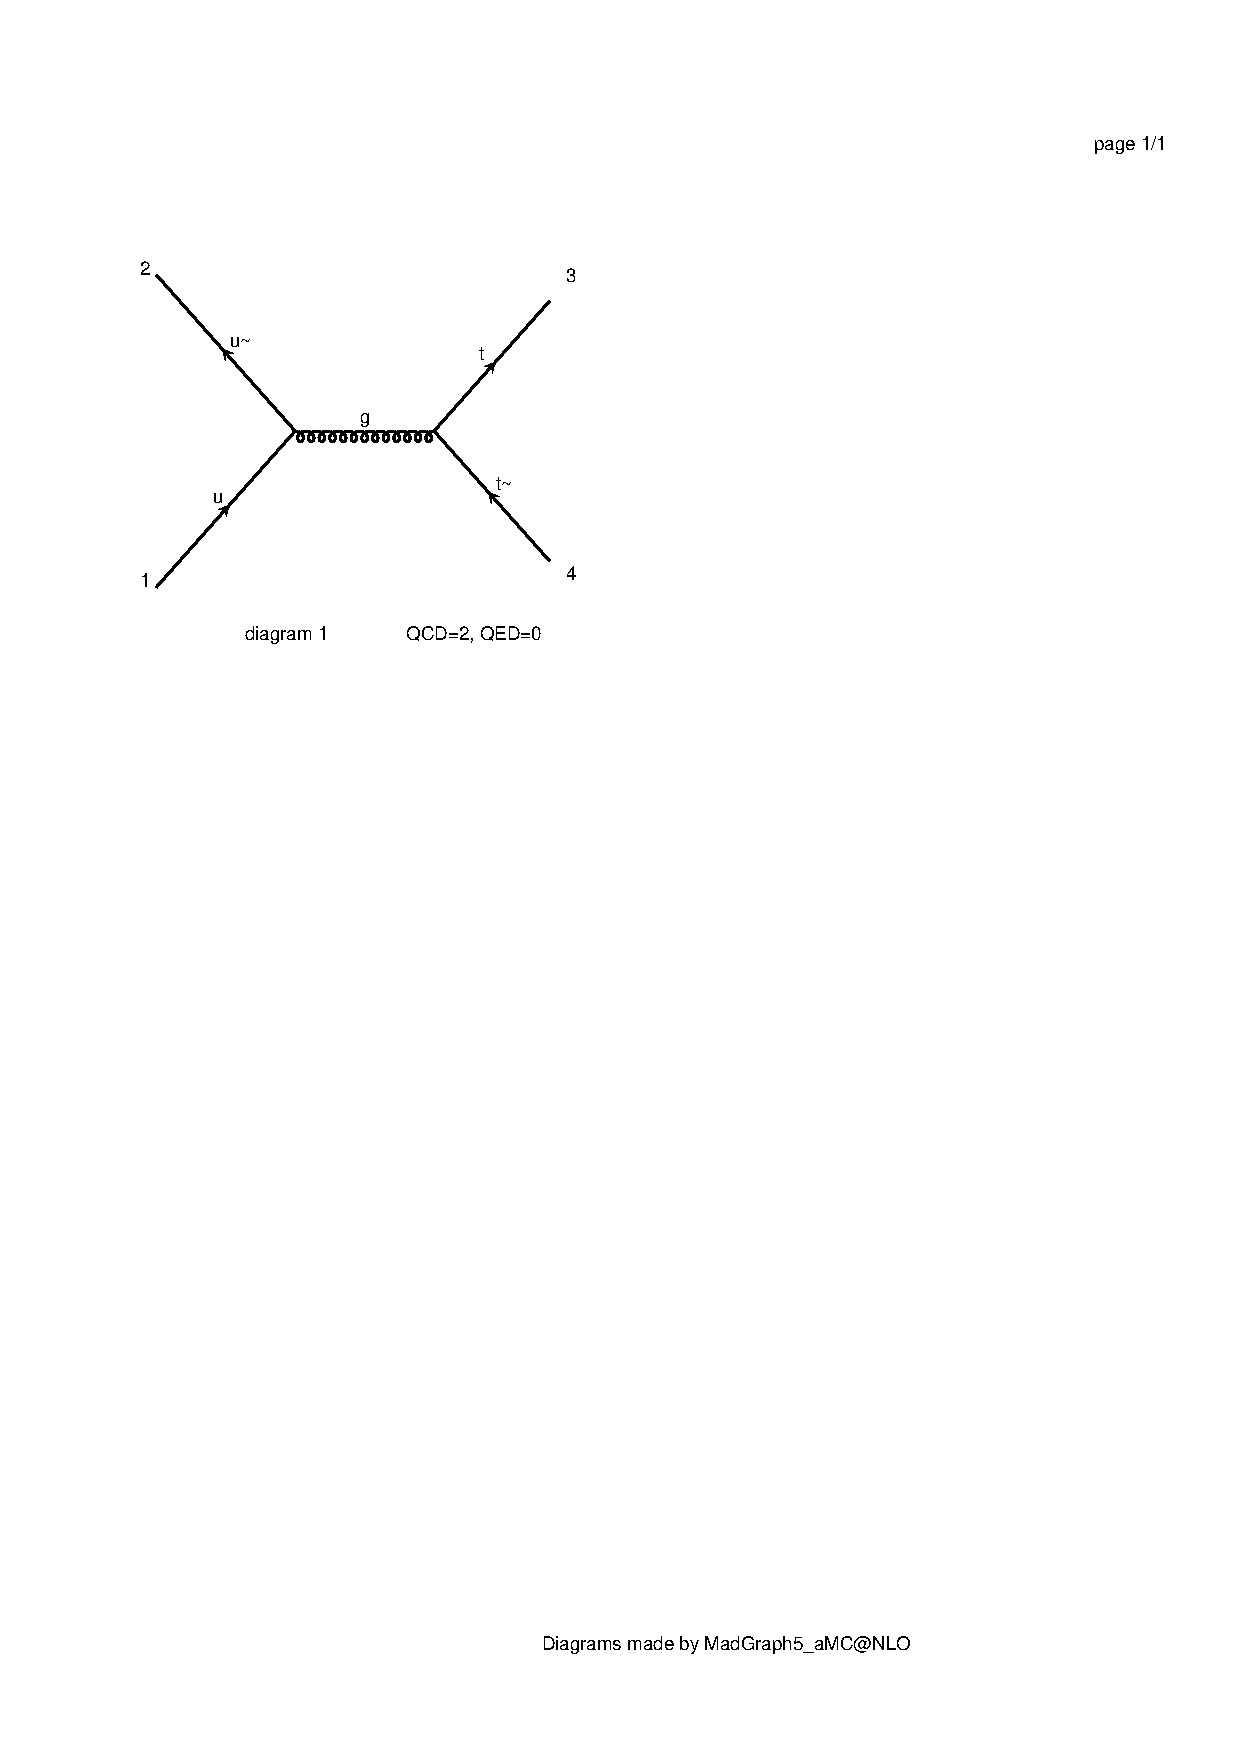 page 1/1
2
3
u~
t
g
t~
u
4
1
diagram 1 QCD=2, QED=0
Diagrams made by MadGraph5_aMC@NLO